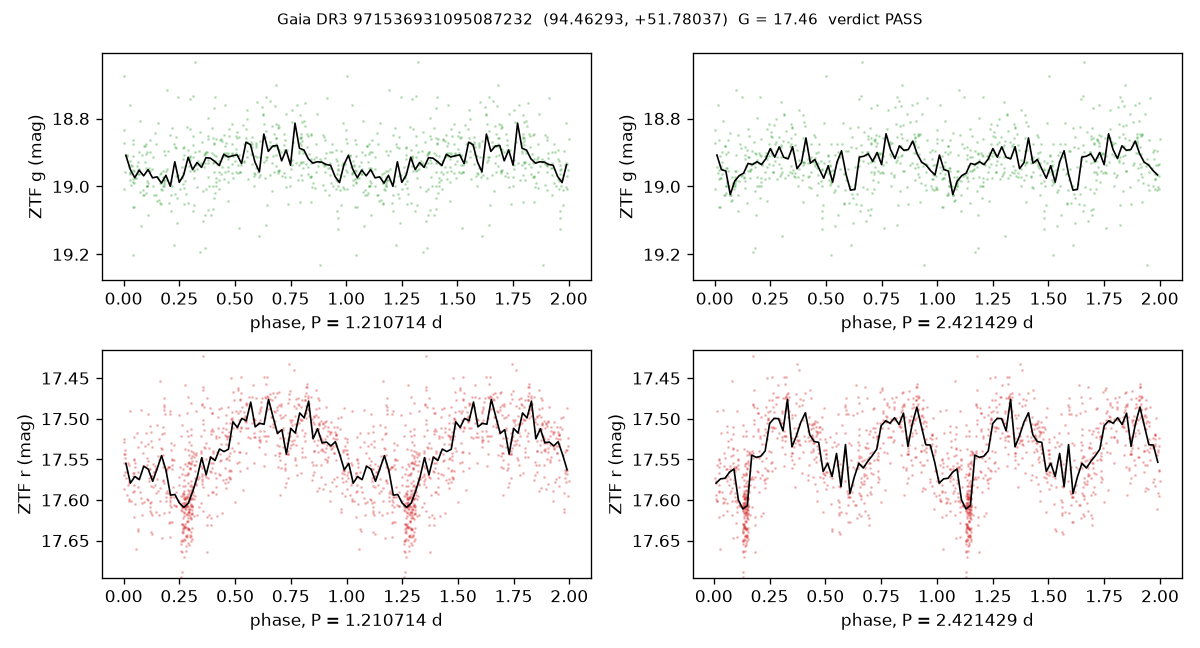 Gaia DR3 971536931095087232 (94.46293, +51.78037) G = 17.46 verdict PASS
ZTF g (mag)
18.8
19.0
19.2
0.00 0.25 0.50 0.75 1.00 1.25 1.50 1.75 2.00
phase, P = 1.210714 d
ZTF g (mag)
18.8
19.0
19.2
0.00 0.25 0.50 0.75 1.00 1.25 1.50 1.75 2.00
phase, P = 2.421429 d
ZTF r (mag)
17.45
17.50
17.55
17.60
17.65
0.00 0.25 0.50 0.75 1.00 1.25 1.50 1.75 2.00
phase, P = 1.210714 d
ZTF r (mag)
17.45
17.50
17.55
17.60
17.65
0.00 0.25 0.50 0.75 1.00 1.25 1.50 1.75 2.00
phase, P = 2.421429 d